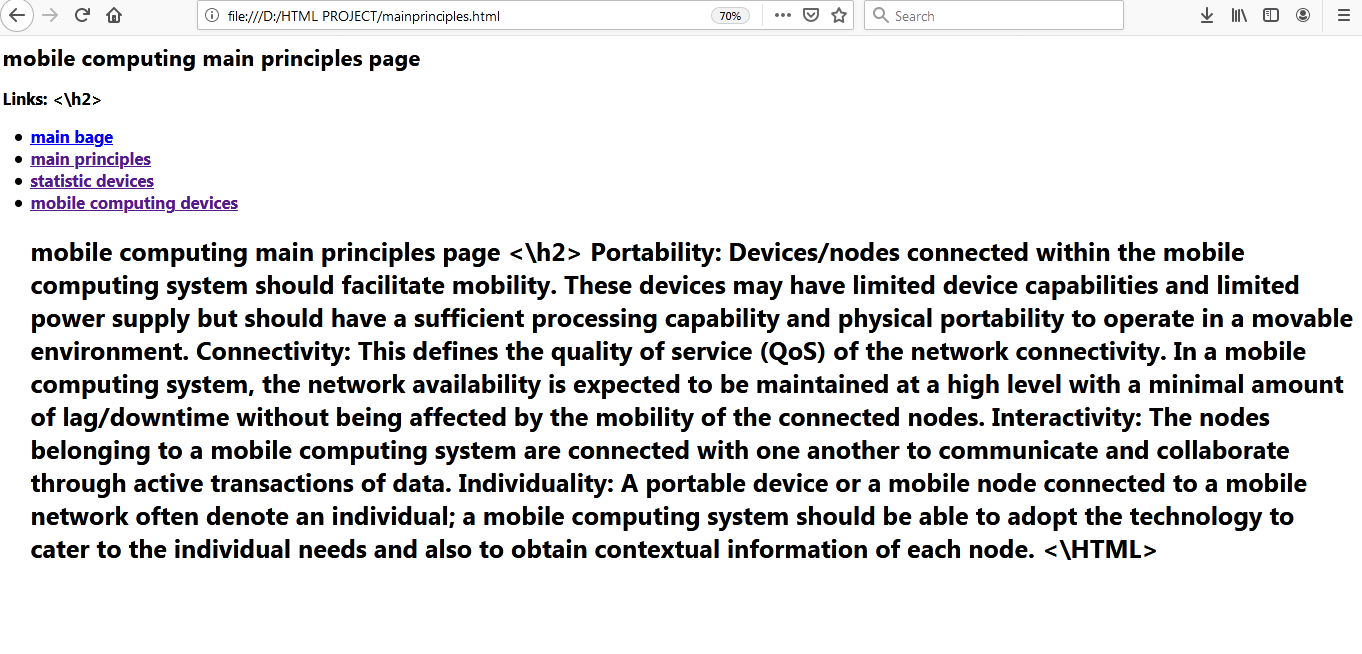 file:///D:/HTML PROJECT/mainprinciples.html
70%
Search
mobile computing main principles page
Links: <\h2>
main bage
main principles
statistic devices
mobile computing devices
mobile computing main principles page <\h2> Portability: Devices/nodes connected within the mobile
computing system should facilitate mobility. These devices may have limited device capabilities and limited
power supply but should have a sufficient processing capability and physical portability to operate in a movable
environment. Connectivity: This defines the quality of service (QoS) of the network connectivity. In a mobile
computing system, the network availability is expected to be maintained at a high level with a minimal amount
of lag/downtime without being affected by the mobility of the connected nodes. Interactivity: The nodes
belonging to a mobile computing system are connected with one another to communicate and collaborate
through active transactions of data. Individuality: A portable device or a mobile node connected to a mobile
network often denote an individual; a mobile computing system should be able to adopt the technology to
cater to the individual needs and also to obtain contextual information of each node. <\HTML>